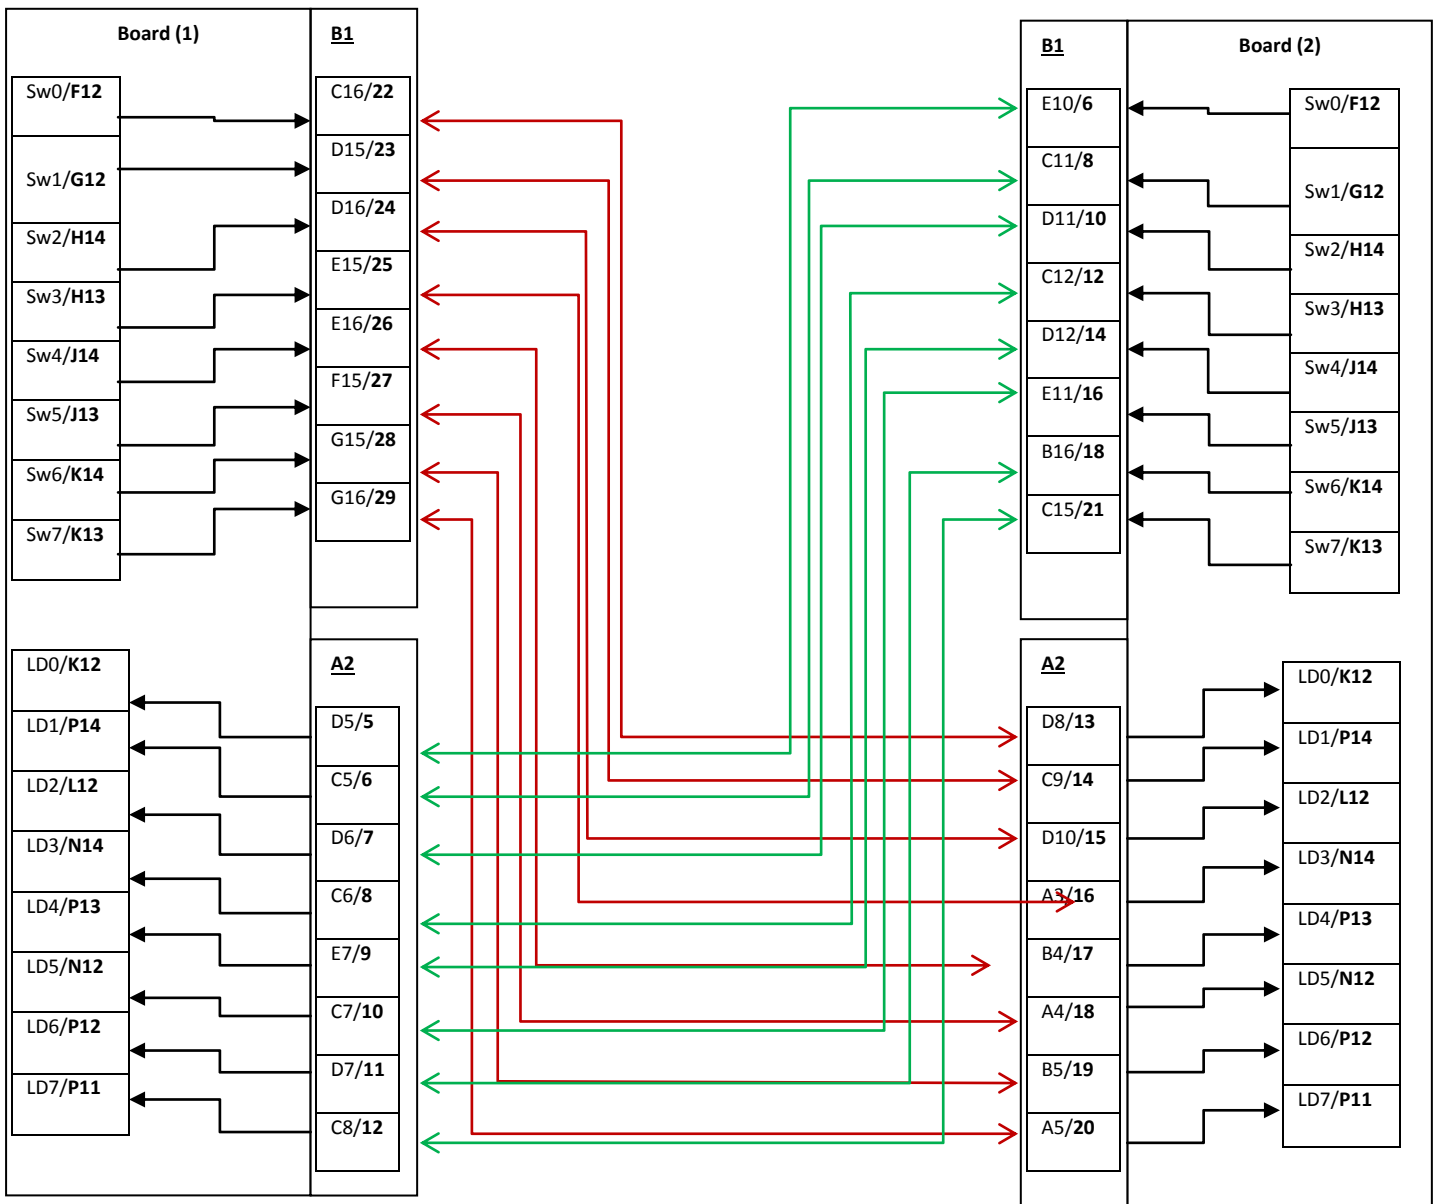 Board (1)
B1
Sw0/F12
Sw1/G12
Sw2/H14
Sw3/H13
Sw4/J14
Sw5/J13
Sw6/K14
Sw7/K13
C16/22
D15/23
D16/24
E15/25
E16/26
F15/27
G15/28
G16/29
LD0/K12
LD1/P14
LD2/L12
LD3/N14
LD4/P13
LD5/N12
LD6/P12
LD7/P11
A2
D5/5
C5/6
D6/7
C6/8
E7/9
C7/10
D7/11
C8/12
B1
Board (2)
E10/6
C11/8
D11/10
C12/12
D12/14
E11/16
B16/18
C15/21
Sw0/F12
Sw1/G12
Sw2/H14
Sw3/H13
Sw4/J14
Sw5/J13
Sw6/K14
Sw7/K13
A2
D8/13
C9/14
D10/15
A3/16
B4/17
A4/18
B5/19
A5/20
LD0/K12
LD1/P14
LD2/L12
LD3/N14
LD4/P13
LD5/N12
LD6/P12
LD7/P11